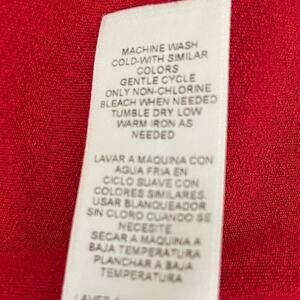 MACHINE WASH
COLD-WITH SIMILAR
COLORS
GENTLE CYCLE
ONLY NON-CHLORINE
BLEACH WHEN NEEDED
TUMBLE DRY LOW
WARM IRON AS
NEEDED
LAVAR A MÁQUINA CON
AGUA FRIA EN
CICLO SUAVE CON
COLORES SIMILARES.
USAR BLANQUEADOR
SIN CLORO CUANDO SE
NECESITE
SECAR A MÁQUINA A
BAJA TEMPERATURA
PLANCHAR A BAJA
TEMPERATURA
LAVER